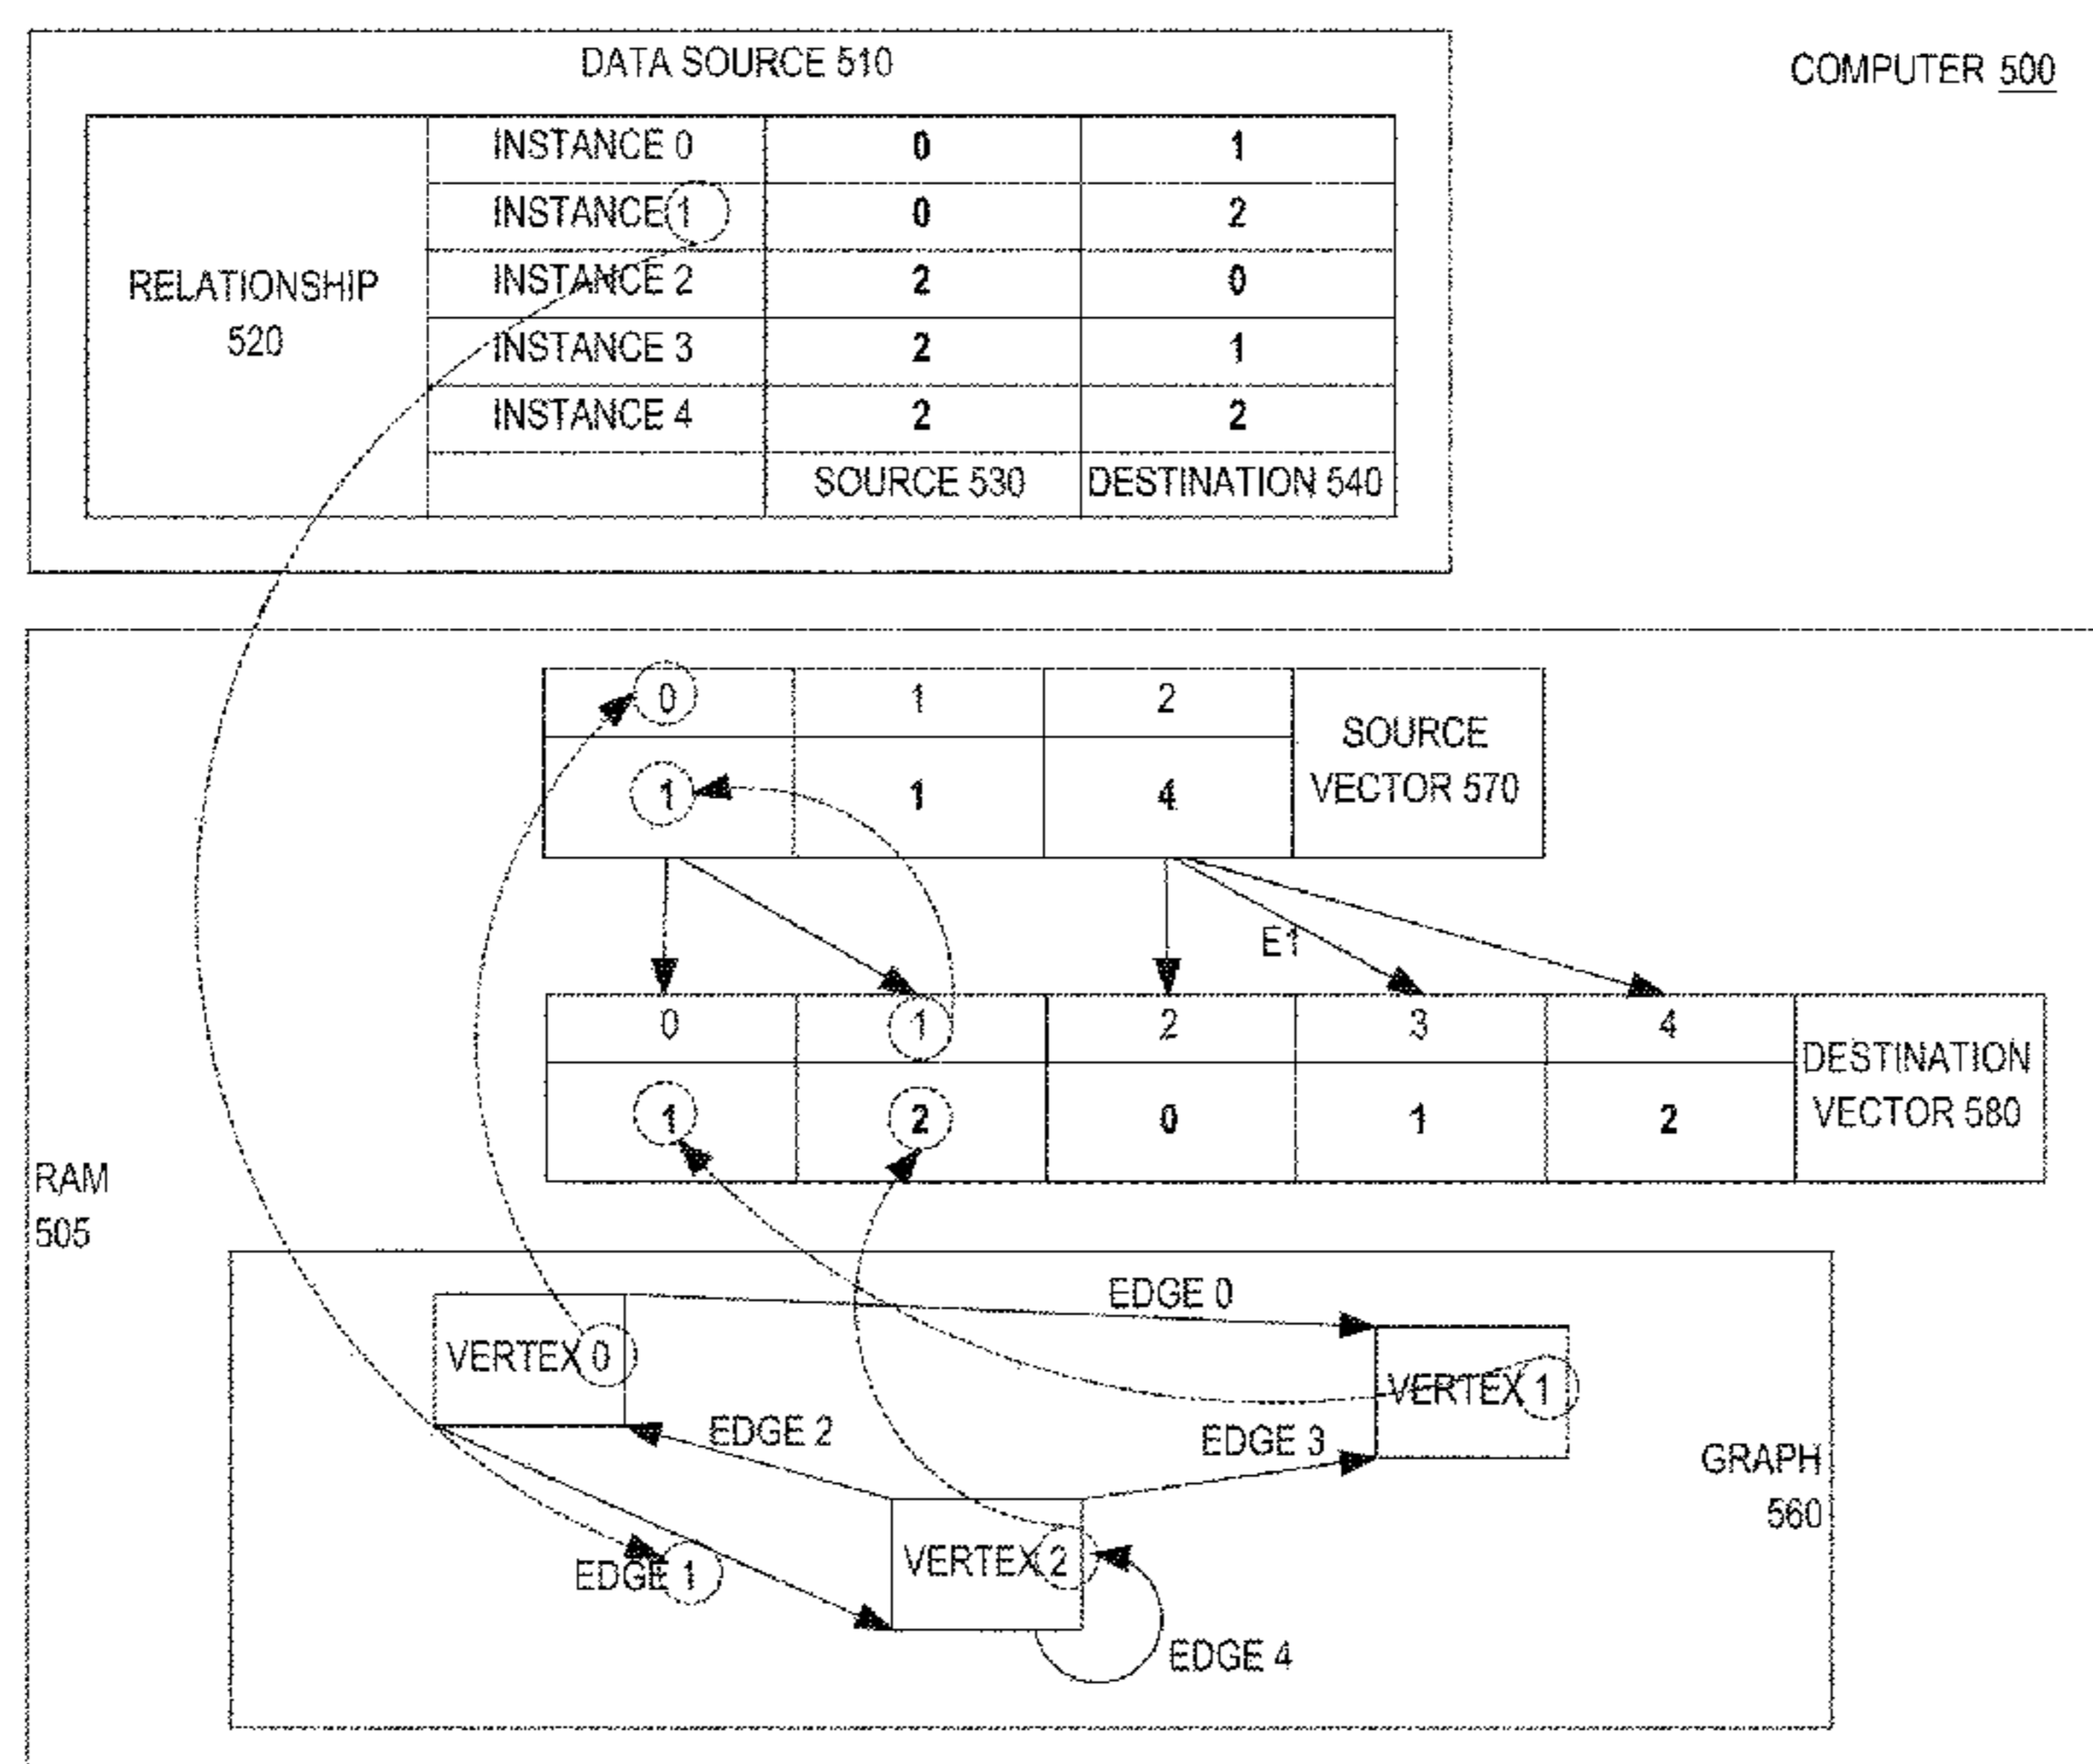 DATA SOURCE 510
COMPUTER 500
INSTANCE 0 0 1
INSTANCE 1 0 2
RELATIONSHIP
520
INSTANCE 2 2 0
INSTANCE 3 2 1
INSTANCE 4 2 2
SOURCE 530 DESTINATION 540
0 1 2
SOURCE
VECTOR 570
1 1 4
E1
0 1 2 3 4
DESTINATION
VECTOR 580
1 2 0 1 2
RAM
505
EDGE 0
VERTEX 0
VERTEX 1
EDGE 2
EDGE 3
GRAPH
560
VERTEX 2
EDGE 1
EDGE 4